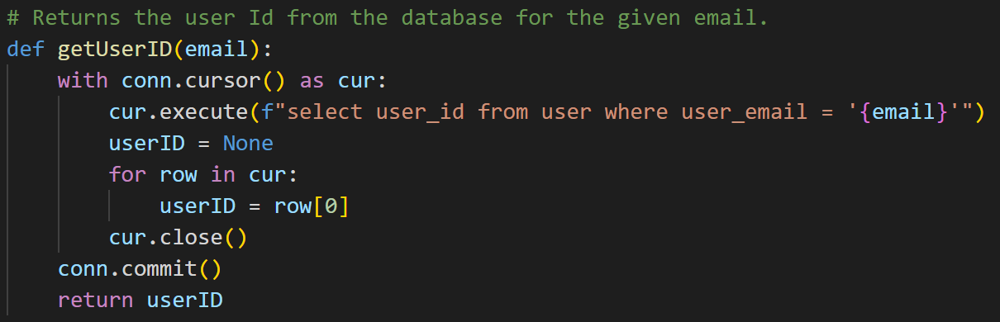 # Returns the user Id from the database for the given email.
def getUserID(email):
    with conn.cursor() as cur:
        cur.execute(f"select user_id from user where user_email = '{email}'")
        userID = None
        for row in cur:
            userID = row[0]
        cur.close()
    conn.commit()
    return userID